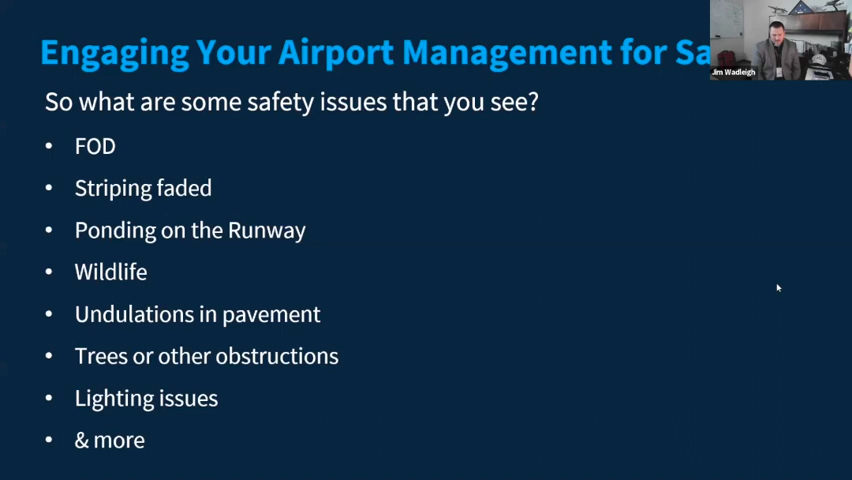 Engaging Your Airport Management for Sa
Jim Wadleigh
So what are some safety issues that you see?
• FOD
• Striping faded
• Ponding on the Runway
• Wildlife
• Undulations in pavement
• Trees or other obstructions
• Lighting issues
• & more